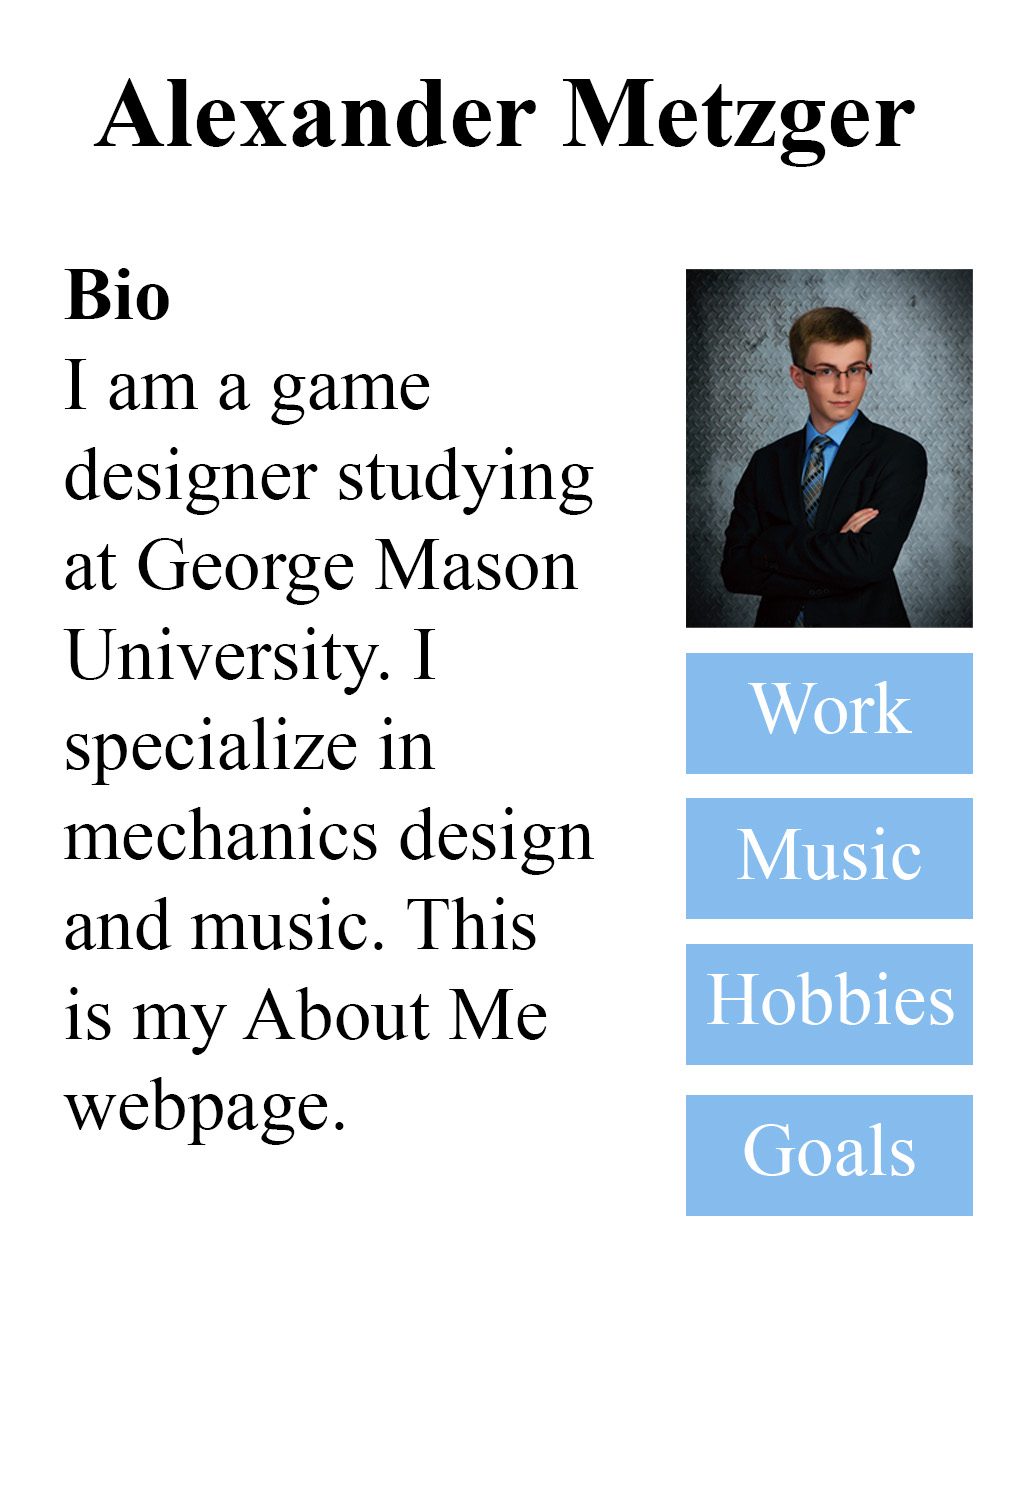 Alexander Metzger
Bio
I am a game
designer studying
at George Mason
University. I
specialize in
mechanics design
and music. This
is my About Me
webpage.
Work
Music
Hobbies
Goals